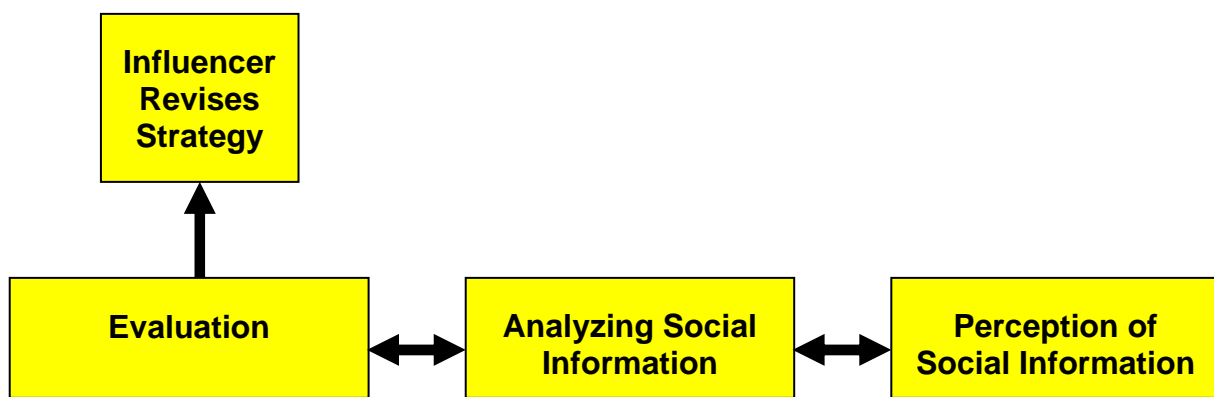 Influencer
Revises
Strategy
Evaluation
Analyzing Social
Information
Perception of
Social Information